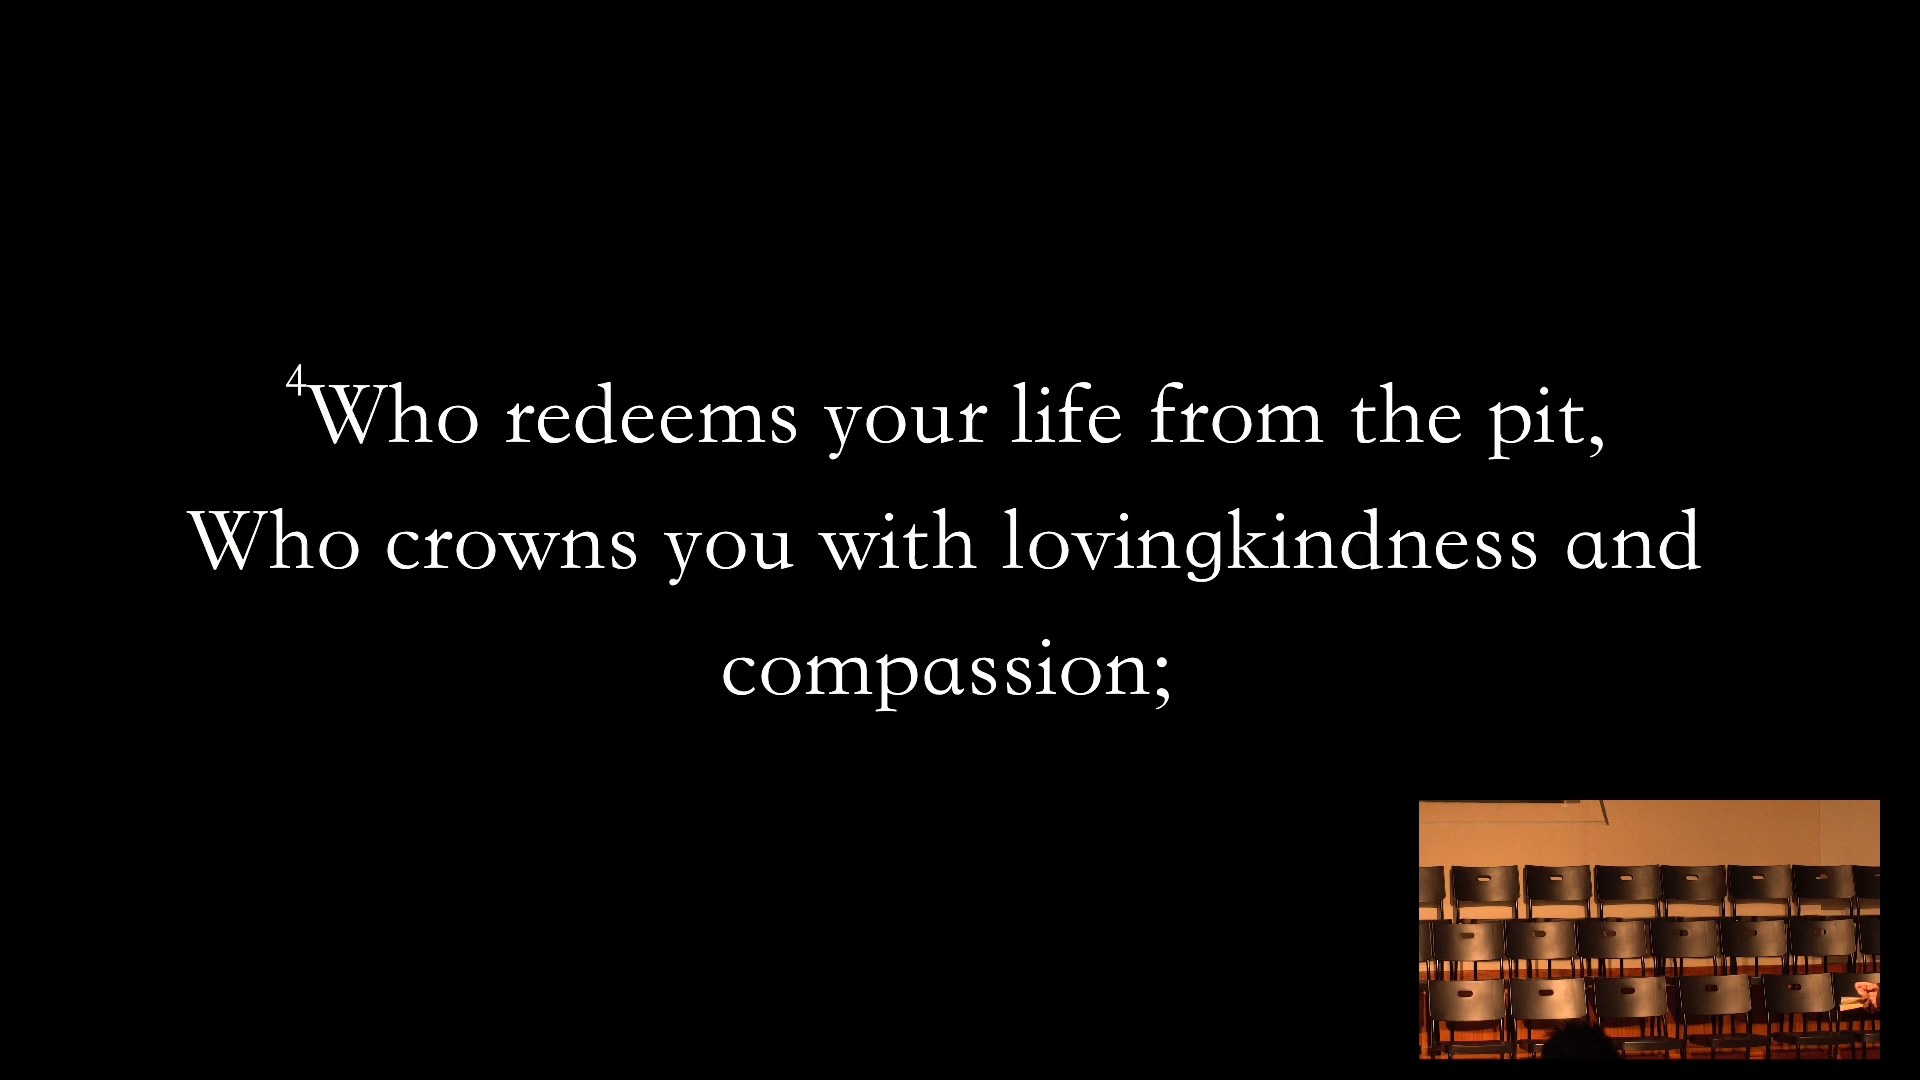 4Who redeems your life from the pit,
Who crowns you with lovingkindness and
compassion;